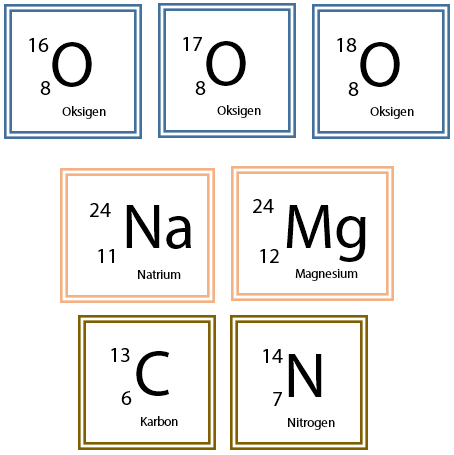 16 O 8 Oksigen
17 O 8 Oksigen
18 O 8 Oksigen
24 Na 11 Natrium
24 Mg 12 Magnesium
13 C 6 Karbon
14 N 7 Nitrogen